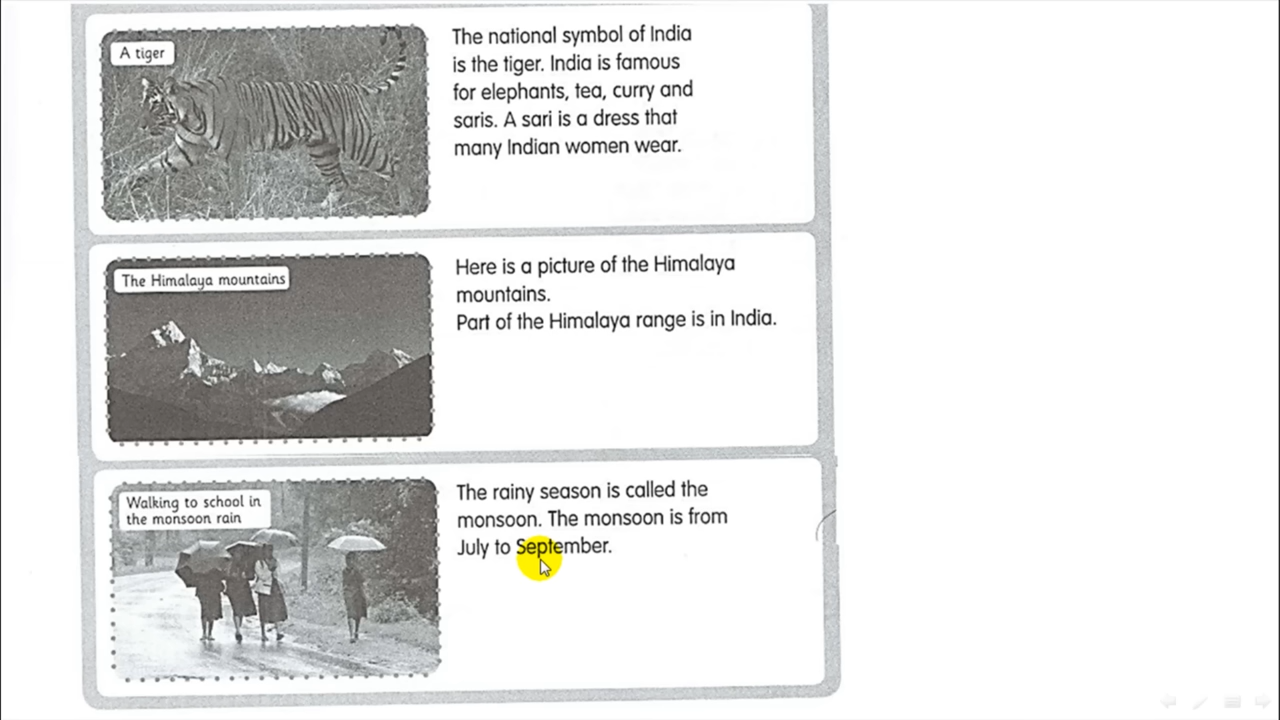 A tiger
The national symbol of India
is the tiger. India is famous
for elephants, tea, curry and
saris. A sari is a dress that
many Indian women wear.
The Himalaya mountains
Here is a picture of the Himalaya
mountains.
Part of the Himalaya range is in India.
Walking to school in
the monsoon rain
The rainy season is called the
monsoon. The monsoon is from
July to September.